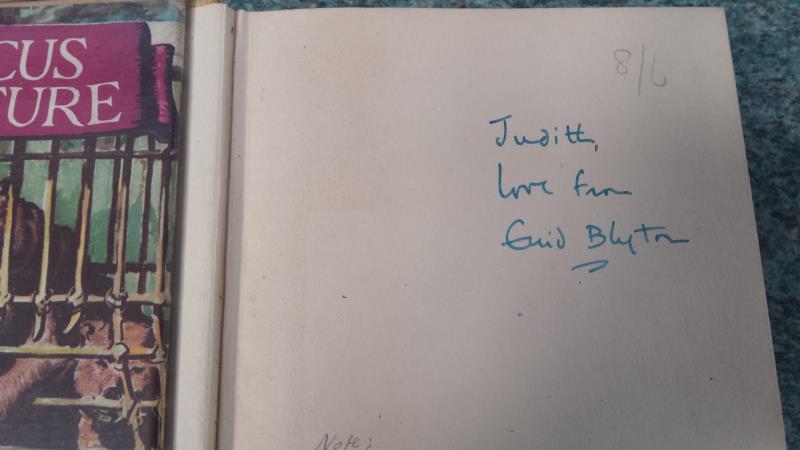 CUS
TURE
8/6
Judith,
love from
Enid Blyton
Note: